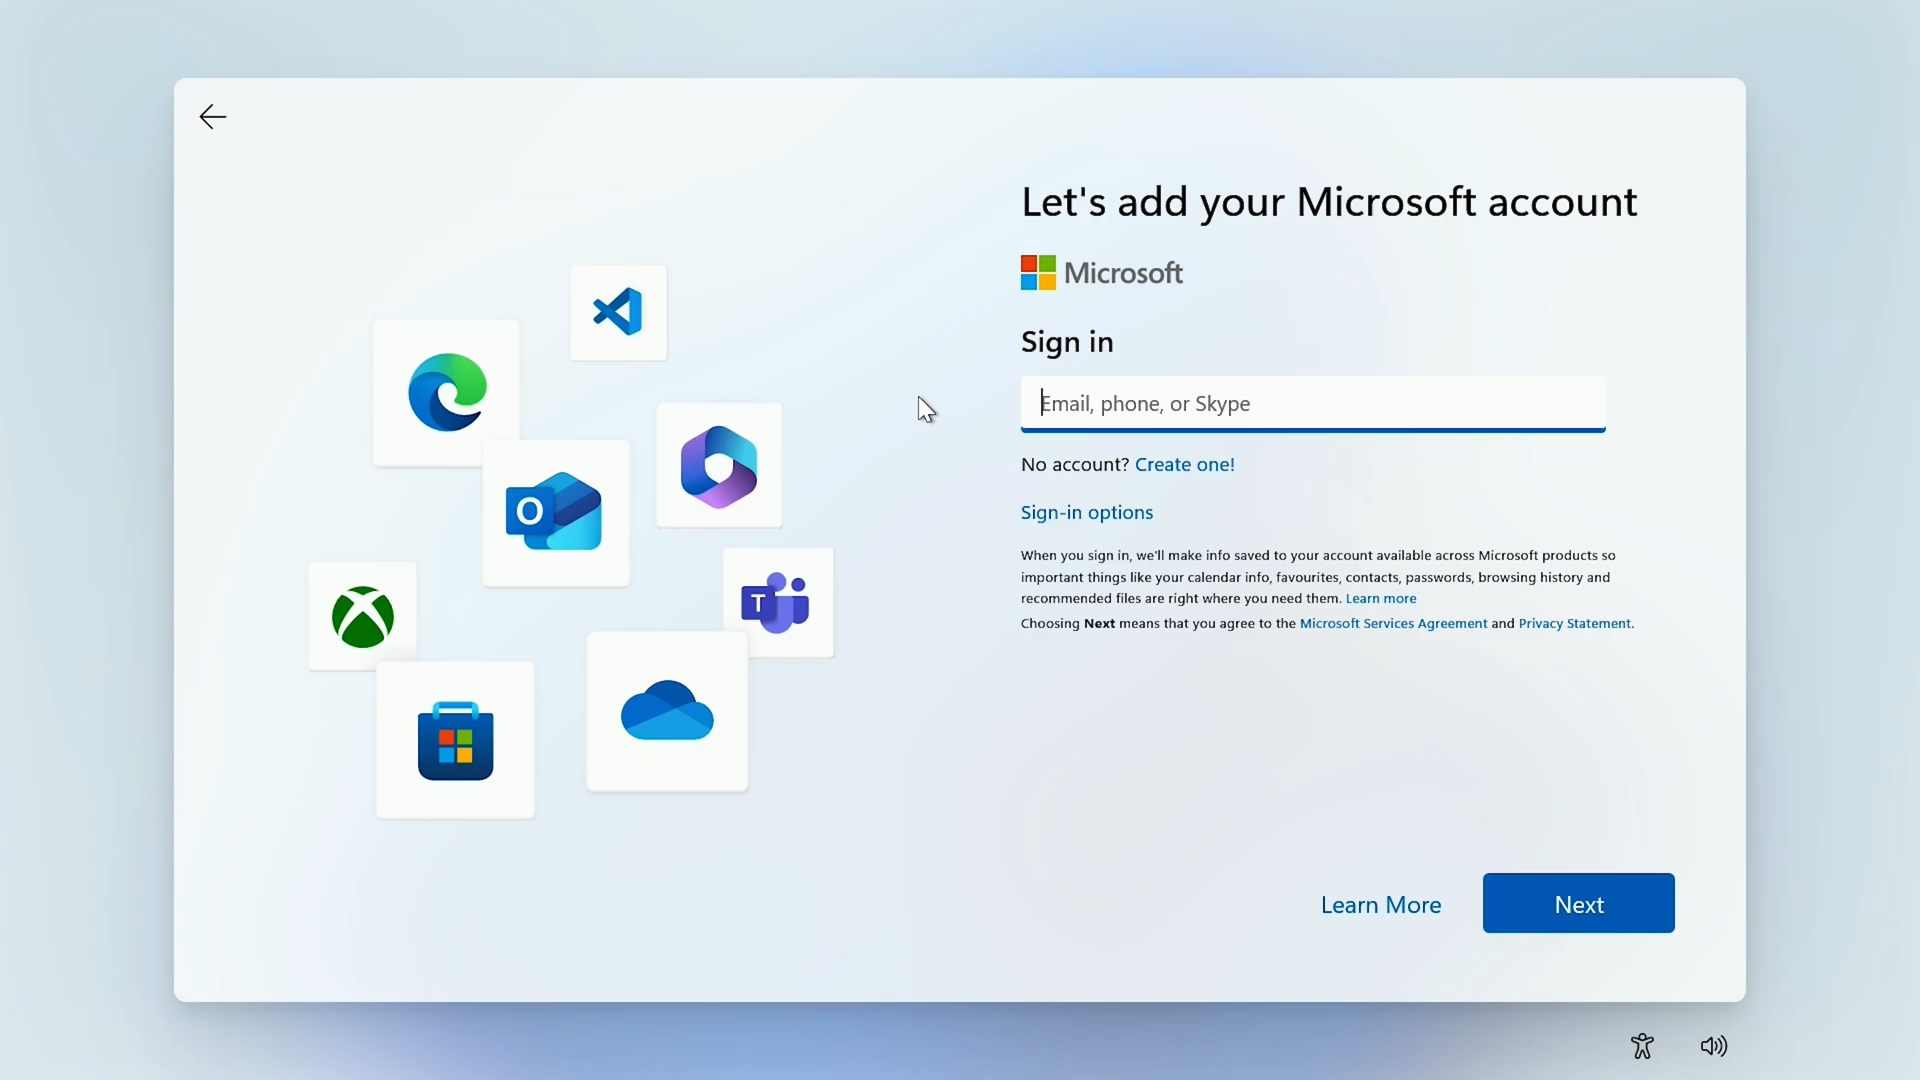 Let's add your Microsoft account
Microsoft
Sign in
Email, phone, or Skype
No account? Create one!
Sign-in options
When you sign in, we'll make info saved to your account available across Microsoft products so
important things like your calendar info, favourites, contacts, passwords, browsing history and
recommended files are right where you need them. Learn more
Choosing Next means that you agree to the Microsoft Services Agreement and Privacy Statement.
O
T
Learn More
Next